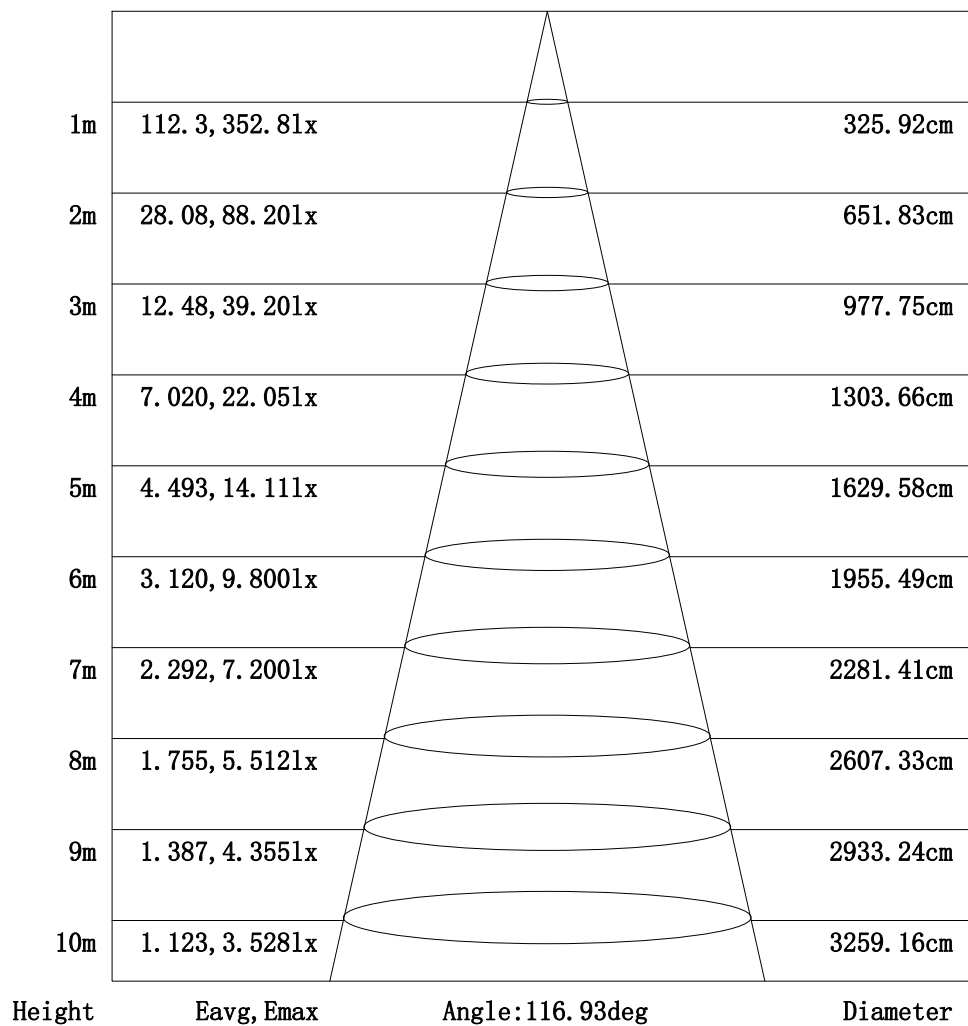 1m 112.3,352.8lx 325.92cm
2m 28.08,88.20lx 651.83cm
3m 12.48,39.20lx 977.75cm
4m 7.020,22.05lx 1303.66cm
5m 4.493,14.11lx 1629.58cm
6m 3.120,9.800lx 1955.49cm
7m 2.292,7.200lx 2281.41cm
8m 1.755,5.512lx 2607.33cm
9m 1.387,4.355lx 2933.24cm
10m 1.123,3.528lx 3259.16cm
Height Eavg,Emax Angle:116.93deg Diameter